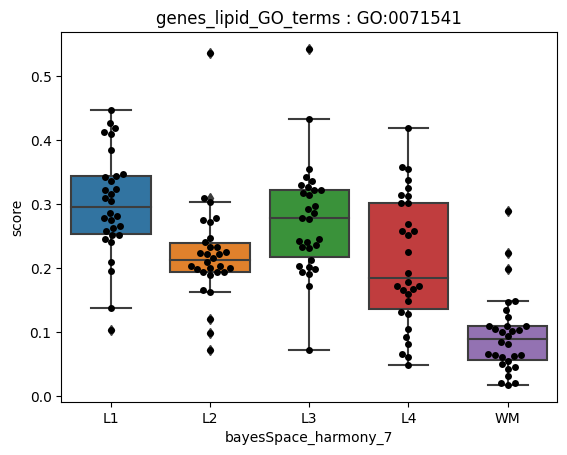 genes_lipid_GO_terms : GO:0071541
score
0.5
0.4
0.3
0.2
0.1
0.0
L1 L2 L3 L4 WM
bayesSpace_harmony_7